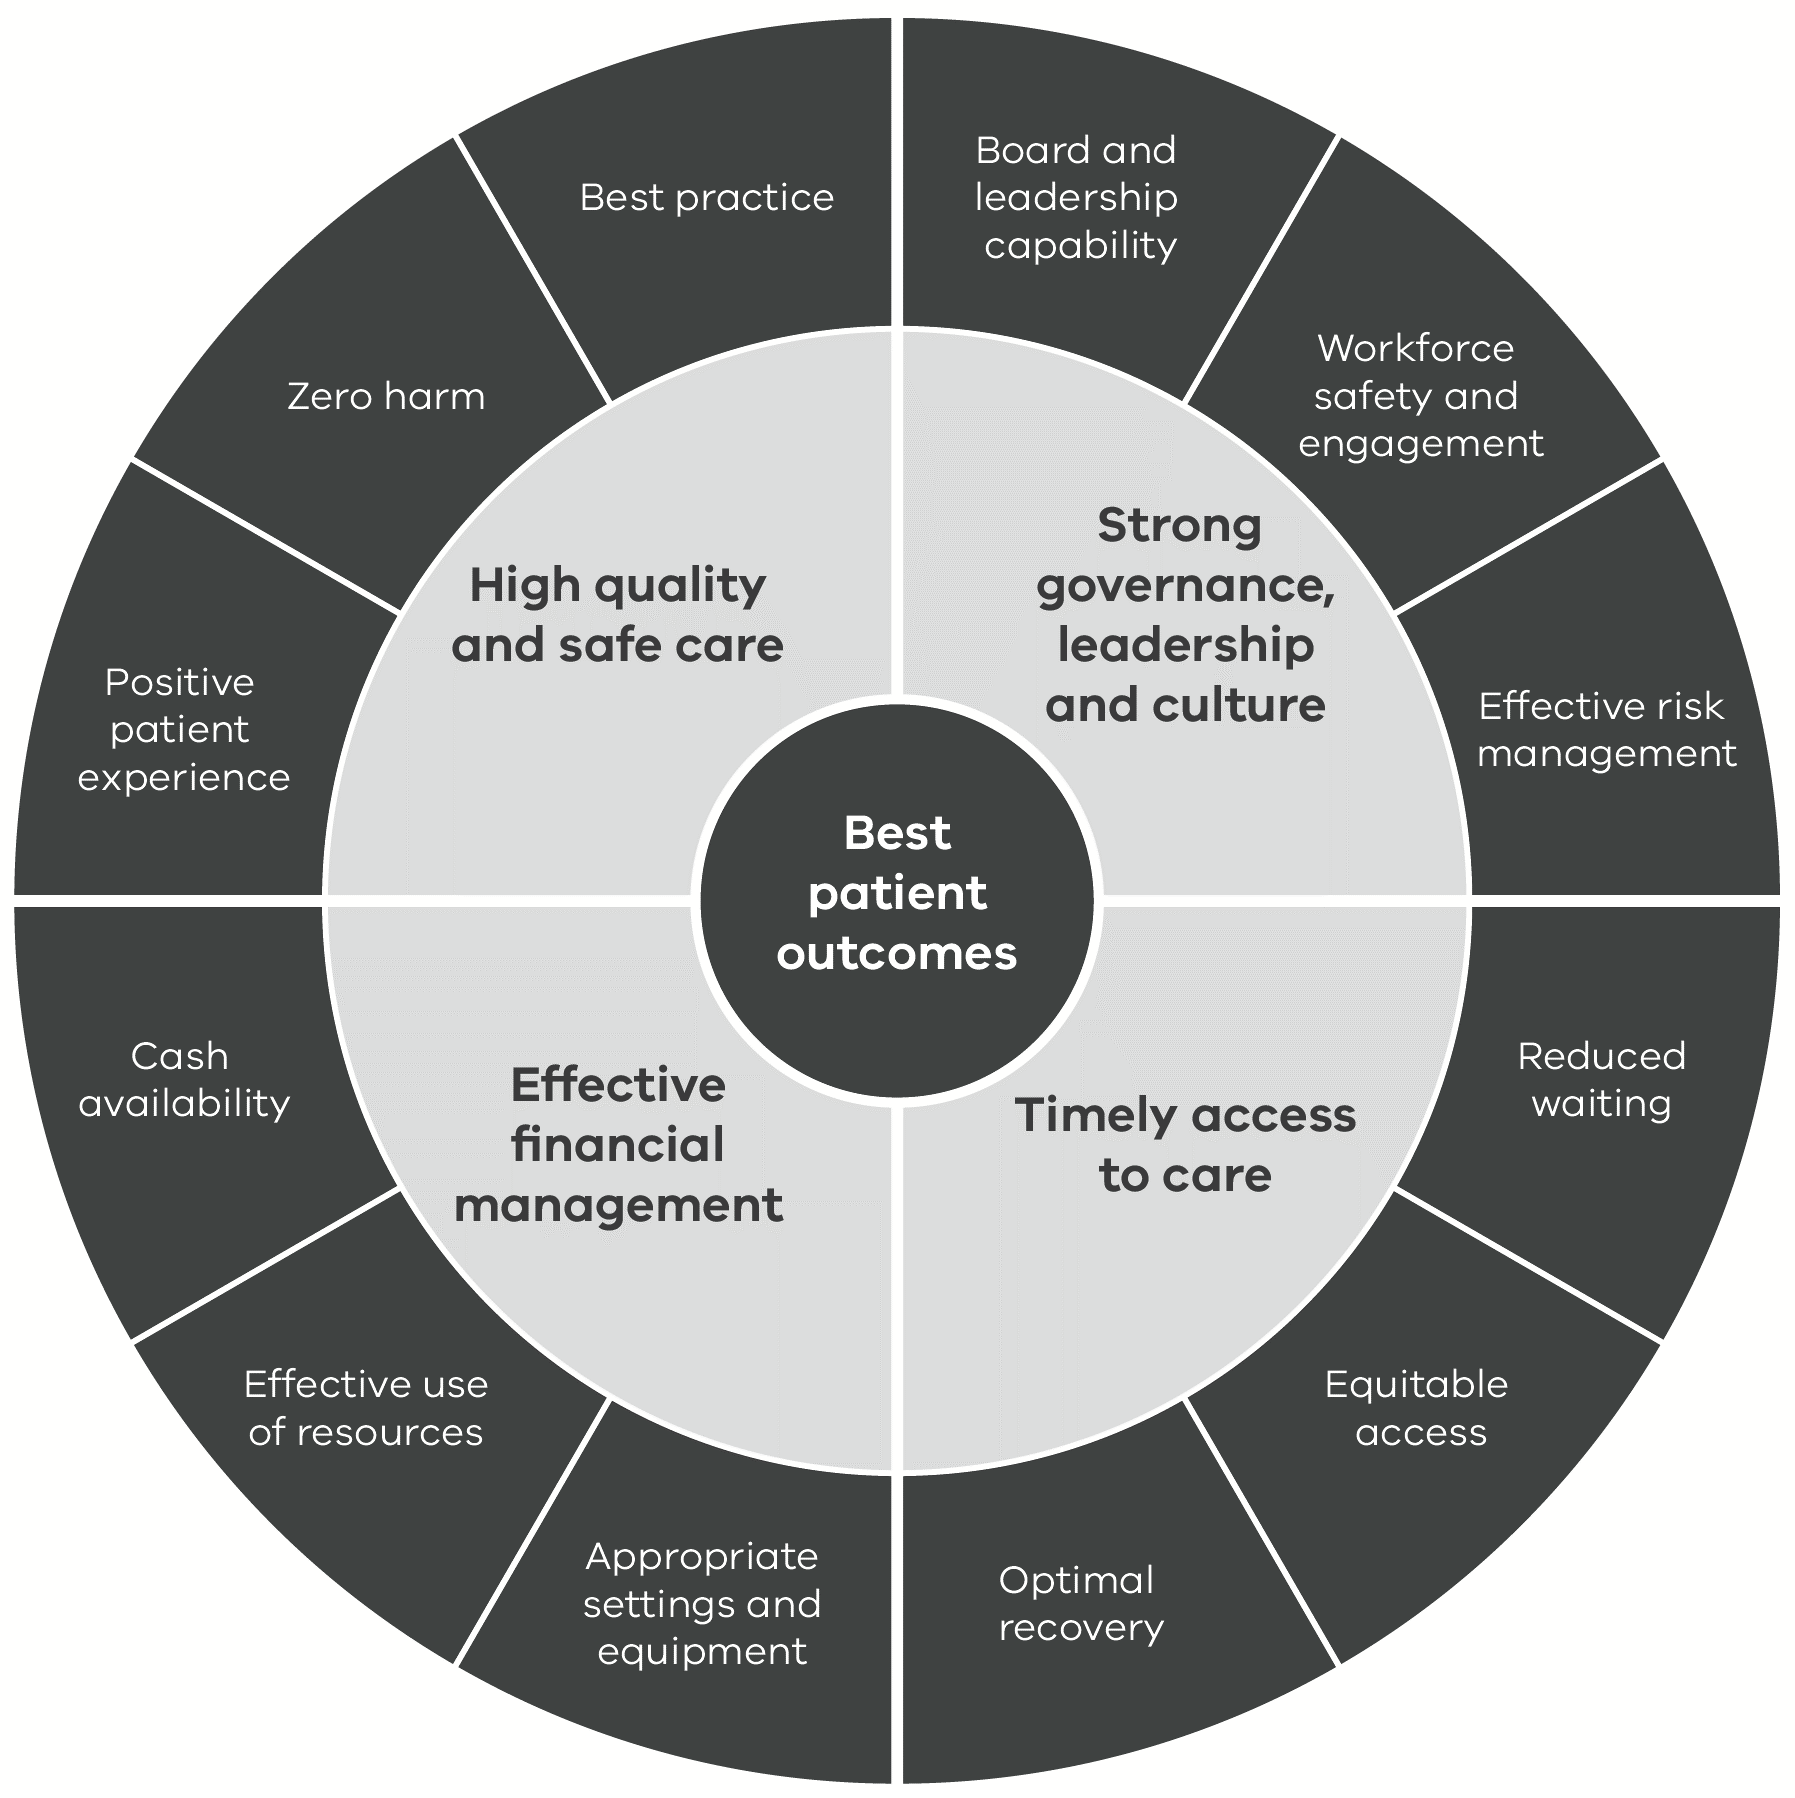 Best practice
Board and
leadership
capability
Workforce
safety and
engagement
Effective risk
management
Reduced
waiting
Equitable
access
Optimal
recovery
Appropriate
settings and
equipment
Effective use
of resources
Cash
availability
Positive
patient
experience
Zero harm
High quality
and safe care
Strong
governance,
leadership
and culture
Timely access
to care
Effective
financial
management
Best
patient
outcomes